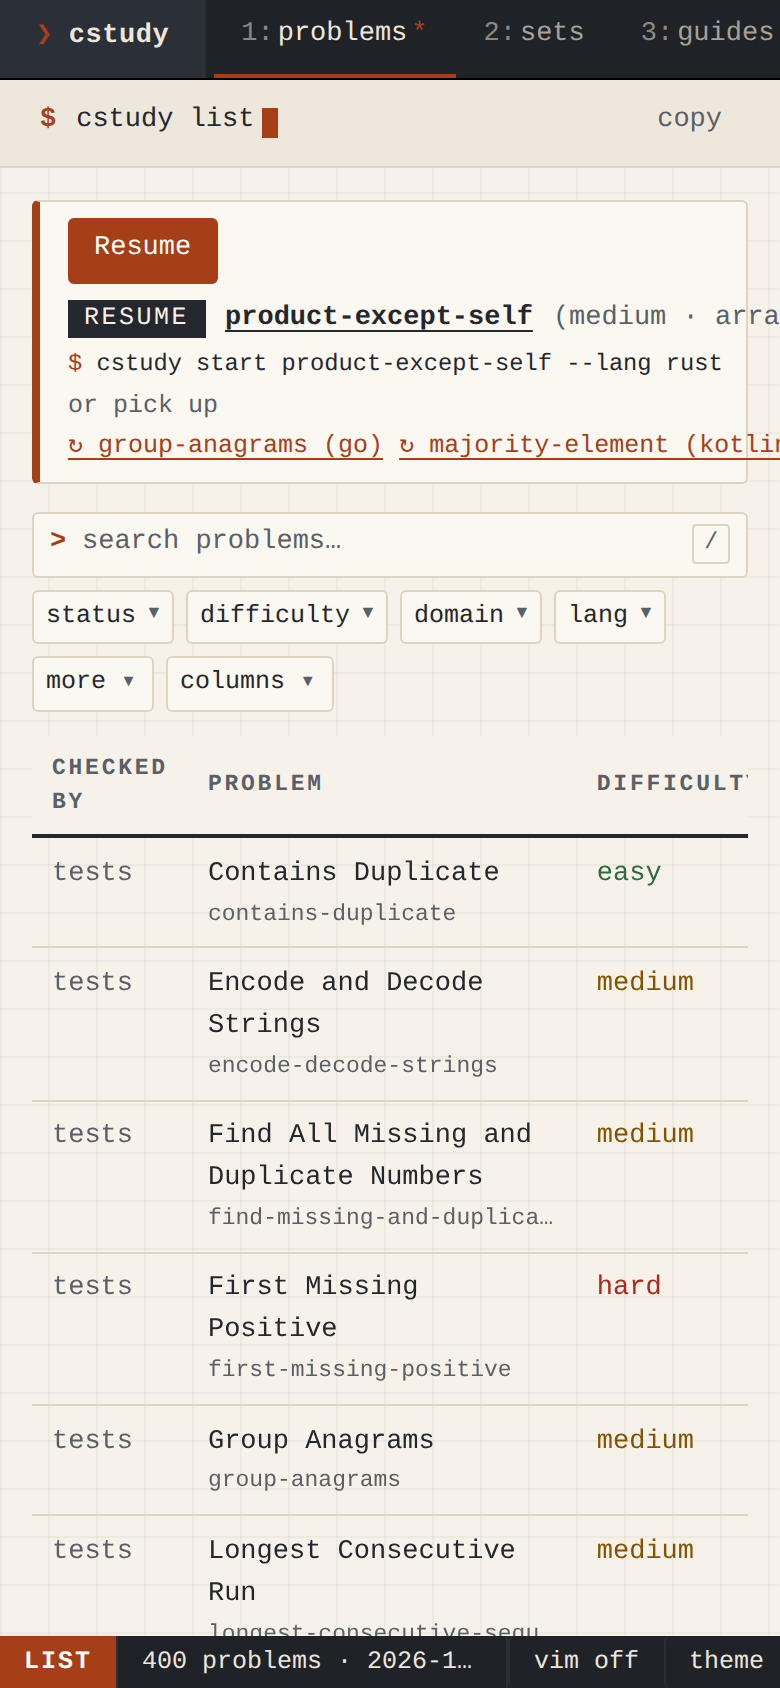 ❯ cstudy 1:problems* 2:sets 3:guides
$ cstudy list copy
Resume
RESUME product-except-self (medium · arra
$ cstudy start product-except-self --lang rust
or pick up
↻ group-anagrams (go) ↻ majority-element (kotlin
> search problems… /
status ▼ difficulty ▼ domain ▼ lang ▼
more ▼ columns ▼
CHECKED BY PROBLEM DIFFICULTY
tests Contains Duplicate easy
contains-duplicate
tests Encode and Decode medium
Strings
encode-decode-strings
tests Find All Missing and medium
Duplicate Numbers
find-missing-and-duplica…
tests First Missing hard
Positive
first-missing-positive
tests Group Anagrams medium
group-anagrams
tests Longest Consecutive medium
Run
longest-consecutive-sequ
LIST 400 problems · 2026-1… vim off theme